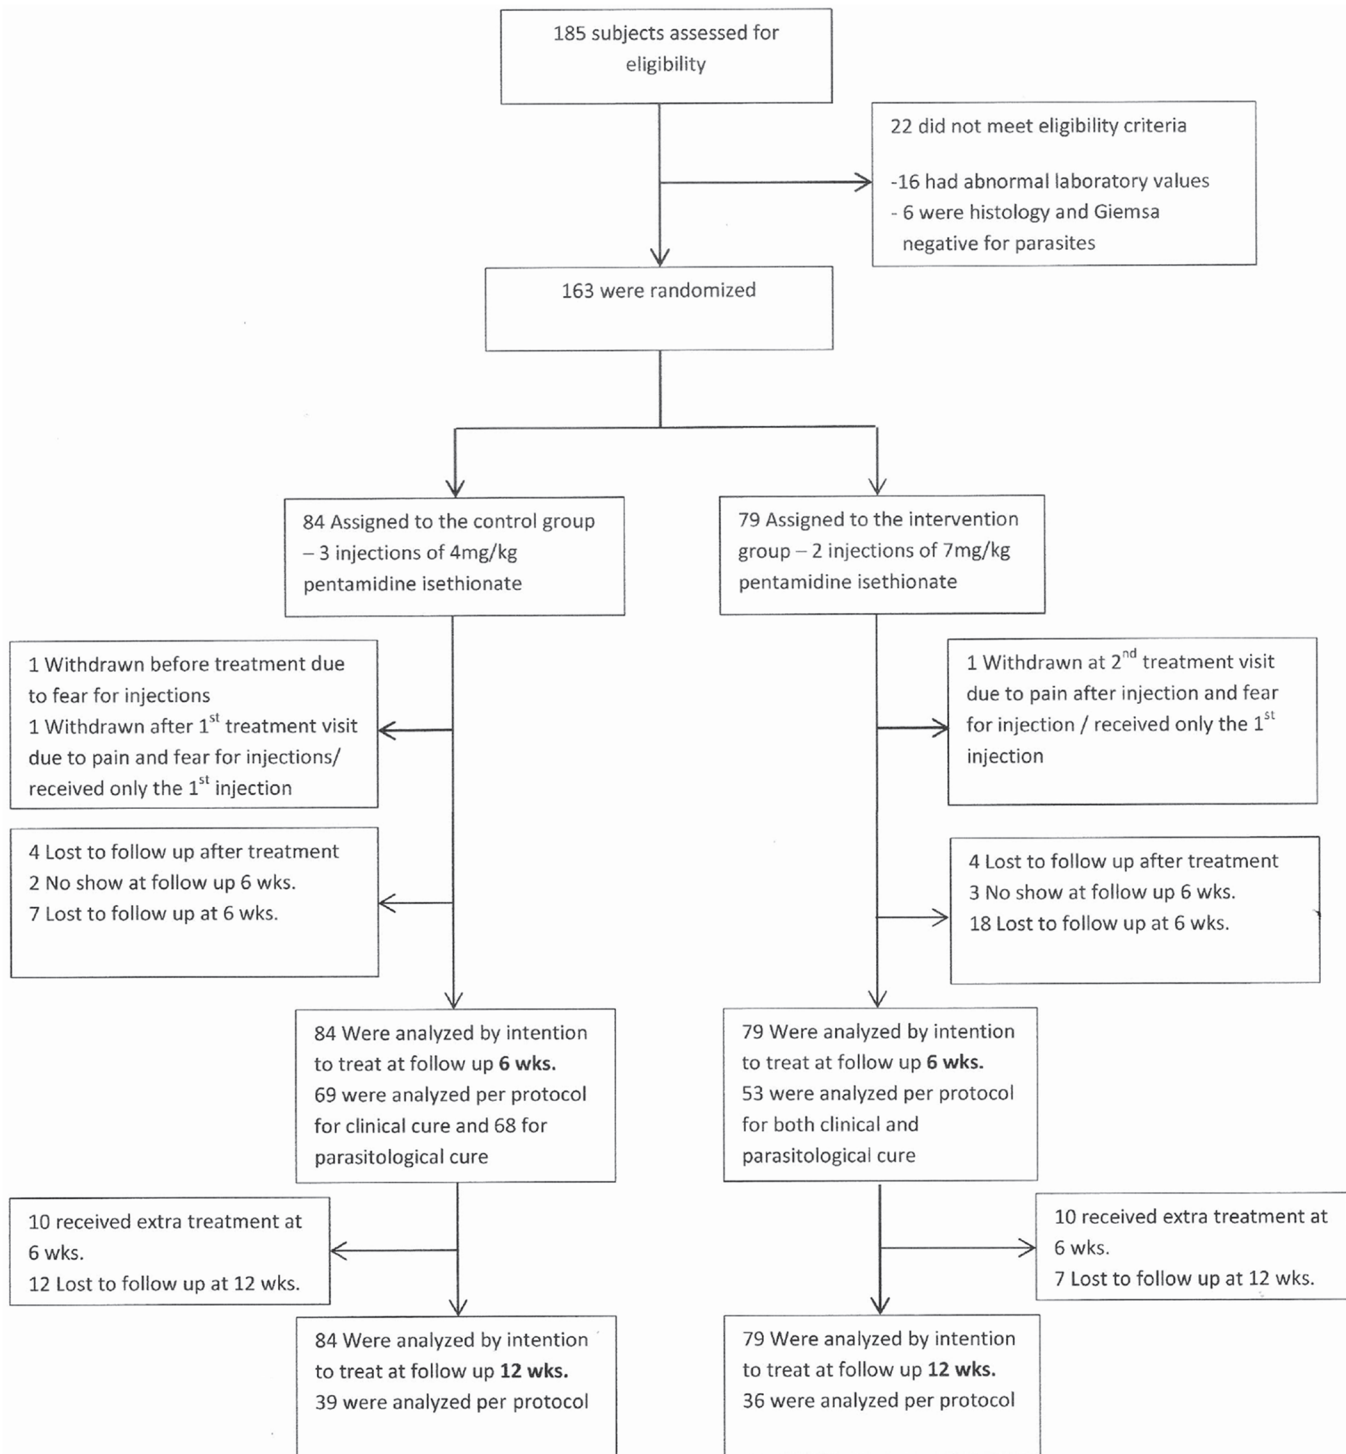 185 subjects assessed for
eligibility
22 did not meet eligibility criteria
-16 had abnormal laboratory values
- 6 were histology and Giemsa
negative for parasites
163 were randomized
84 Assigned to the control group
– 3 injections of 4mg/kg
pentamidine isethionate
79 Assigned to the intervention
group – 2 injections of 7mg/kg
pentamidine isethionate
1 Withdrawn before treatment due
to fear for injections
1 Withdrawn after 1st treatment visit
due to pain and fear for injections/
received only the 1st injection
1 Withdrawn at 2nd treatment visit
due to pain after injection and fear
for injection / received only the 1st
injection
4 Lost to follow up after treatment
2 No show at follow up 6 wks.
7 Lost to follow up at 6 wks.
4 Lost to follow up after treatment
3 No show at follow up 6 wks.
18 Lost to follow up at 6 wks.
84 Were analyzed by intention
to treat at follow up 6 wks.
69 were analyzed per protocol
for clinical cure and 68 for
parasitological cure
79 Were analyzed by intention
to treat at follow up 6 wks.
53 were analyzed per protocol
for both clinical and
parasitological cure
10 received extra treatment at
6 wks.
12 Lost to follow up at 12 wks.
10 received extra treatment at
6 wks.
7 Lost to follow up at 12 wks.
84 Were analyzed by intention
to treat at follow up 12 wks.
39 were analyzed per protocol
79 Were analyzed by intention
to treat at follow up 12 wks.
36 were analyzed per protocol